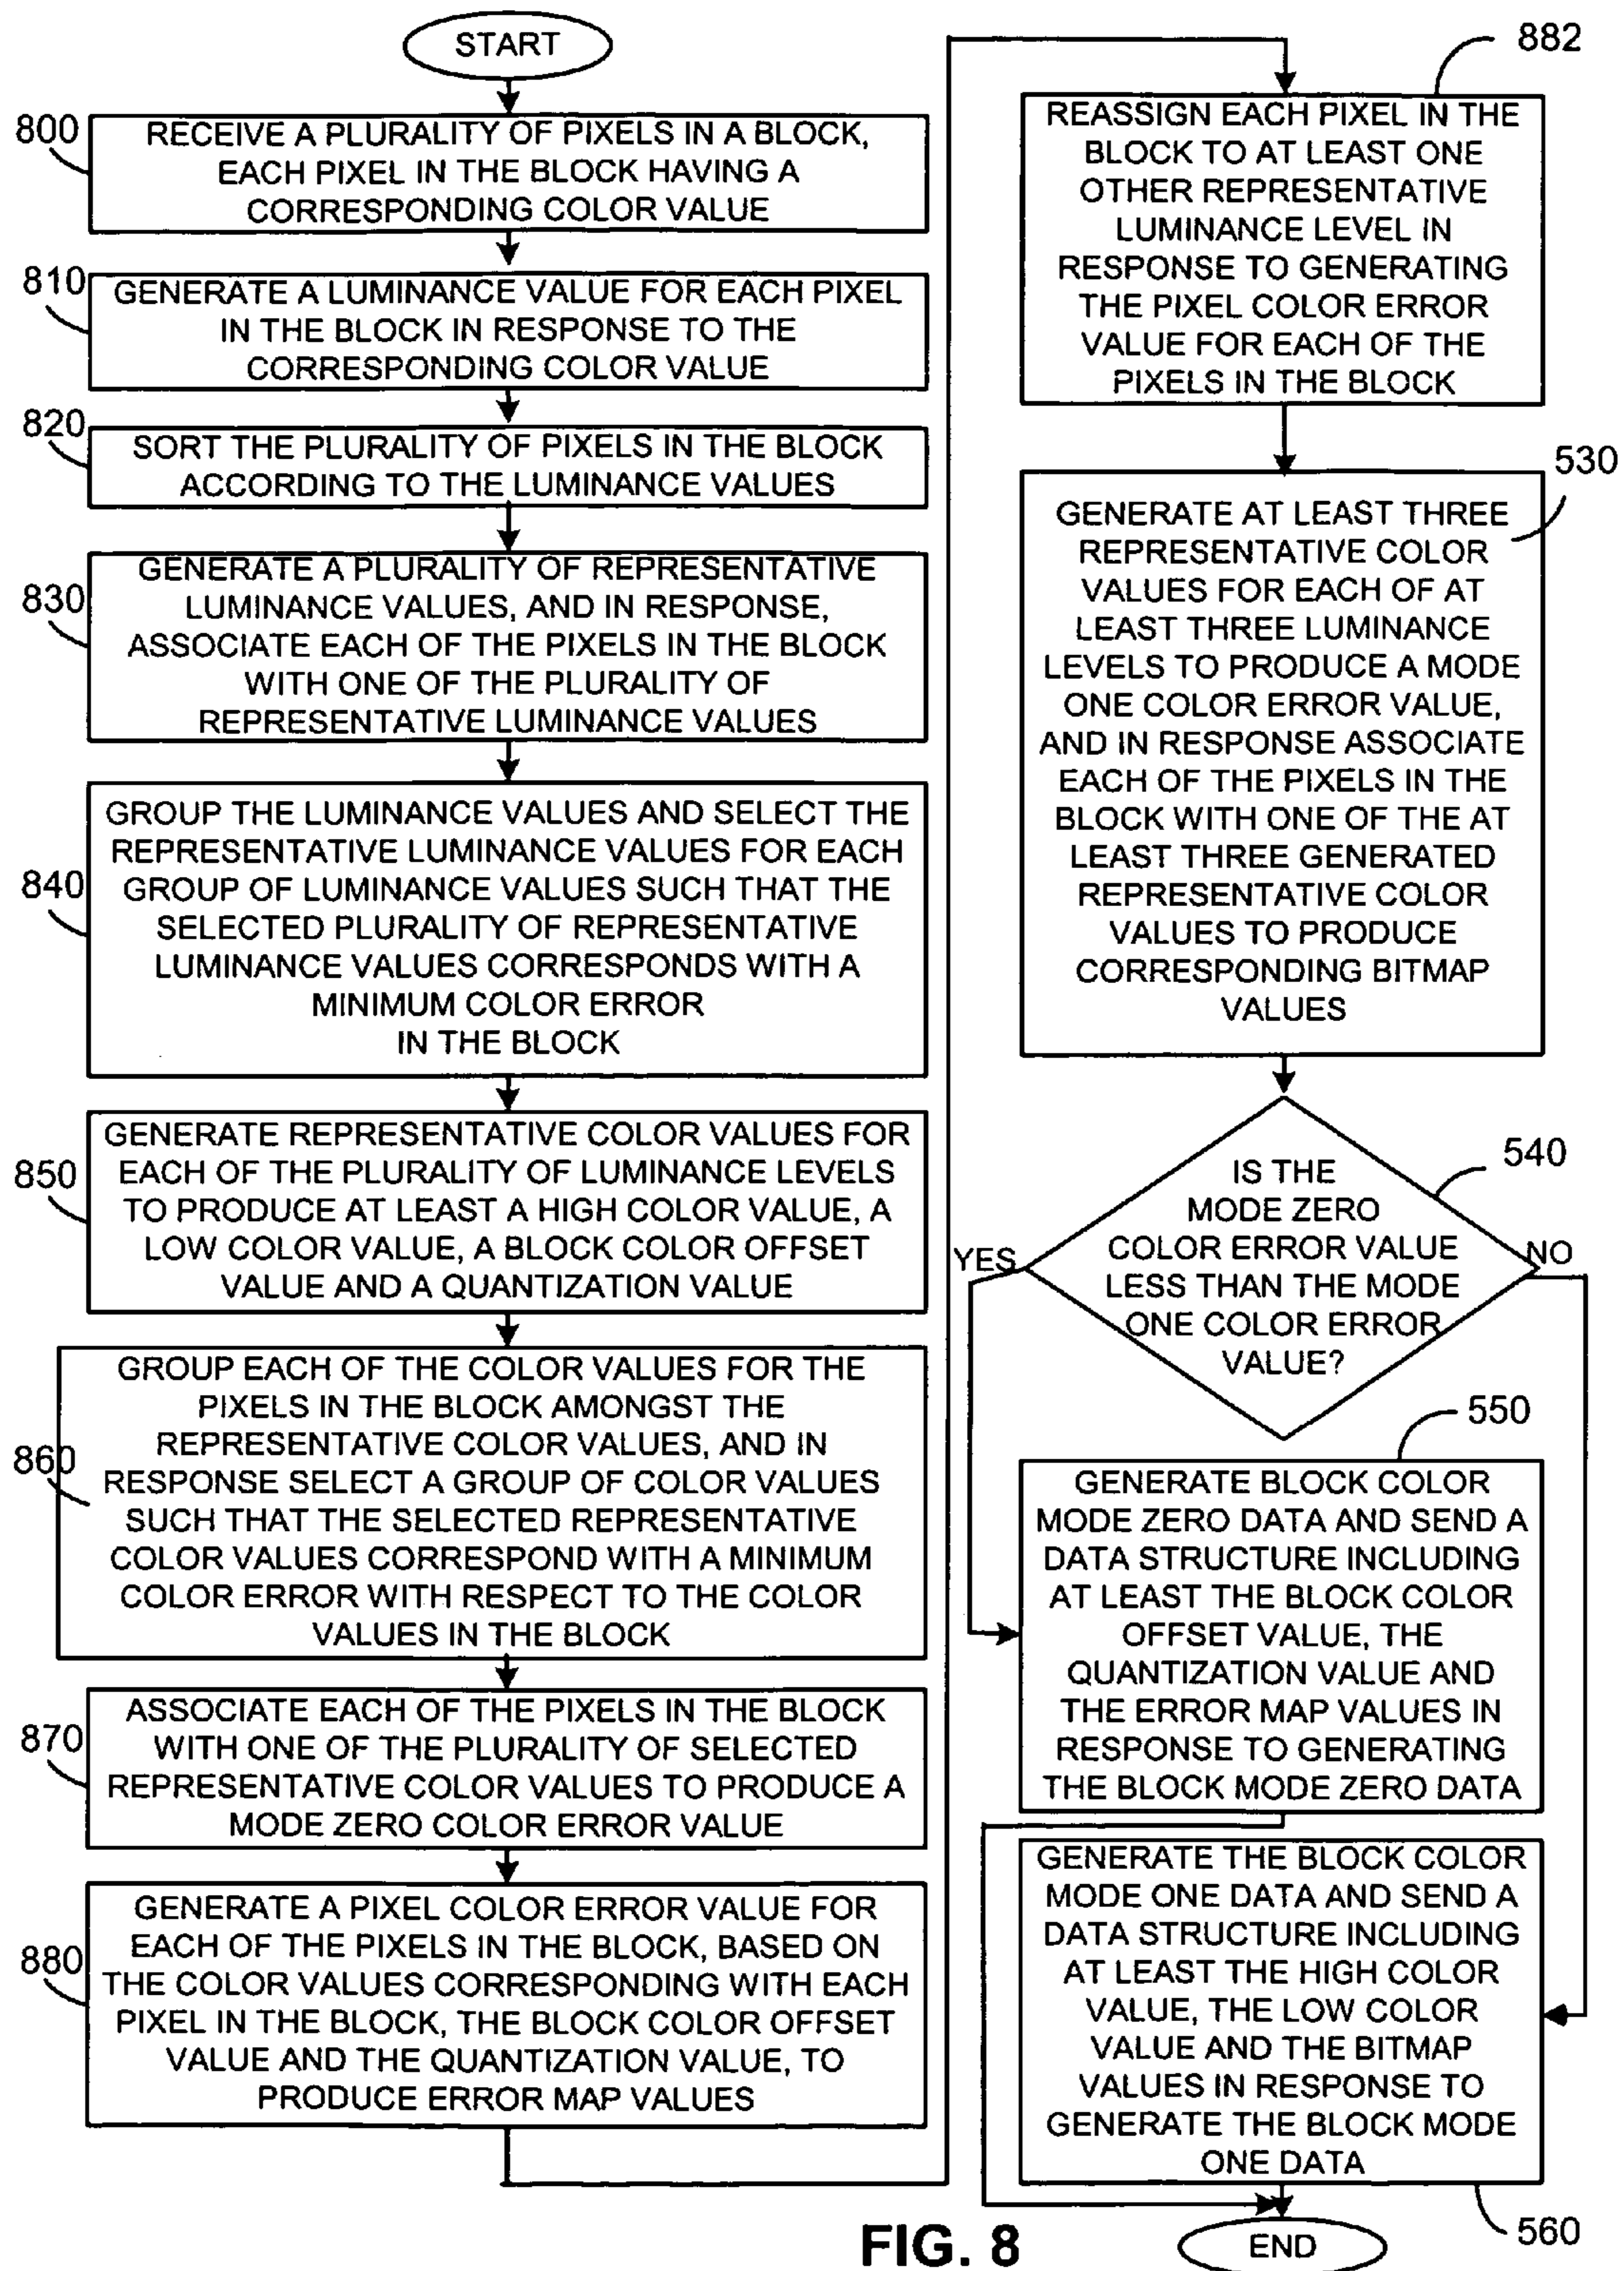 START
800
RECEIVE A PLURALITY OF PIXELS IN A BLOCK,
EACH PIXEL IN THE BLOCK HAVING A
CORRESPONDING COLOR VALUE
810
GENERATE A LUMINANCE VALUE FOR EACH PIXEL
IN THE BLOCK IN RESPONSE TO THE
CORRESPONDING COLOR VALUE
820
SORT THE PLURALITY OF PIXELS IN THE BLOCK
ACCORDING TO THE LUMINANCE VALUES
830
GENERATE A PLURALITY OF REPRESENTATIVE
LUMINANCE VALUES, AND IN RESPONSE,
ASSOCIATE EACH OF THE PIXELS IN THE BLOCK
WITH ONE OF THE PLURALITY OF
REPRESENTATIVE LUMINANCE VALUES
840
GROUP THE LUMINANCE VALUES AND SELECT THE
REPRESENTATIVE LUMINANCE VALUES FOR EACH
GROUP OF LUMINANCE VALUES SUCH THAT THE
SELECTED PLURALITY OF REPRESENTATIVE
LUMINANCE VALUES CORRESPONDS WITH A
MINIMUM COLOR ERROR
IN THE BLOCK
850
GENERATE REPRESENTATIVE COLOR VALUES FOR
EACH OF THE PLURALITY OF LUMINANCE LEVELS
TO PRODUCE AT LEAST A HIGH COLOR VALUE, A
LOW COLOR VALUE, A BLOCK COLOR OFFSET
VALUE AND A QUANTIZATION VALUE
860
GROUP EACH OF THE COLOR VALUES FOR THE
PIXELS IN THE BLOCK AMONGST THE
REPRESENTATIVE COLOR VALUES, AND IN
RESPONSE SELECT A GROUP OF COLOR VALUES
SUCH THAT THE SELECTED REPRESENTATIVE
COLOR VALUES CORRESPOND WITH A MINIMUM
COLOR ERROR WITH RESPECT TO THE COLOR
VALUES IN THE BLOCK
870
ASSOCIATE EACH OF THE PIXELS IN THE BLOCK
WITH ONE OF THE PLURALITY OF SELECTED
REPRESENTATIVE COLOR VALUES TO PRODUCE A
MODE ZERO COLOR ERROR VALUE
880
GENERATE A PIXEL COLOR ERROR VALUE FOR
EACH OF THE PIXELS IN THE BLOCK, BASED ON
THE COLOR VALUES CORRESPONDING WITH EACH
PIXEL IN THE BLOCK, THE BLOCK COLOR OFFSET
VALUE AND THE QUANTIZATION VALUE, TO
PRODUCE ERROR MAP VALUES
882
REASSIGN EACH PIXEL IN THE
BLOCK TO AT LEAST ONE
OTHER REPRESENTATIVE
LUMINANCE LEVEL IN
RESPONSE TO GENERATING
THE PIXEL COLOR ERROR
VALUE FOR EACH OF THE
PIXELS IN THE BLOCK
530
GENERATE AT LEAST THREE
REPRESENTATIVE COLOR
VALUES FOR EACH OF AT
LEAST THREE LUMINANCE
LEVELS TO PRODUCE A MODE
ONE COLOR ERROR VALUE,
AND IN RESPONSE ASSOCIATE
EACH OF THE PIXELS IN THE
BLOCK WITH ONE OF THE AT
LEAST THREE GENERATED
REPRESENTATIVE COLOR
VALUES TO PRODUCE
CORRESPONDING BITMAP
VALUES
540
IS THE
MODE ZERO
COLOR ERROR VALUE
LESS THAN THE MODE
ONE COLOR ERROR
VALUE?
YES
NO
550
GENERATE BLOCK COLOR
MODE ZERO DATA AND SEND A
DATA STRUCTURE INCLUDING
AT LEAST THE BLOCK COLOR
OFFSET VALUE, THE
QUANTIZATION VALUE AND
THE ERROR MAP VALUES IN
RESPONSE TO GENERATING
THE BLOCK MODE ZERO DATA
GENERATE THE BLOCK COLOR
MODE ONE DATA AND SEND A
DATA STRUCTURE INCLUDING
AT LEAST THE HIGH COLOR
VALUE, THE LOW COLOR
VALUE AND THE BITMAP
VALUES IN RESPONSE TO
GENERATE THE BLOCK MODE
ONE DATA
560
END
FIG. 8